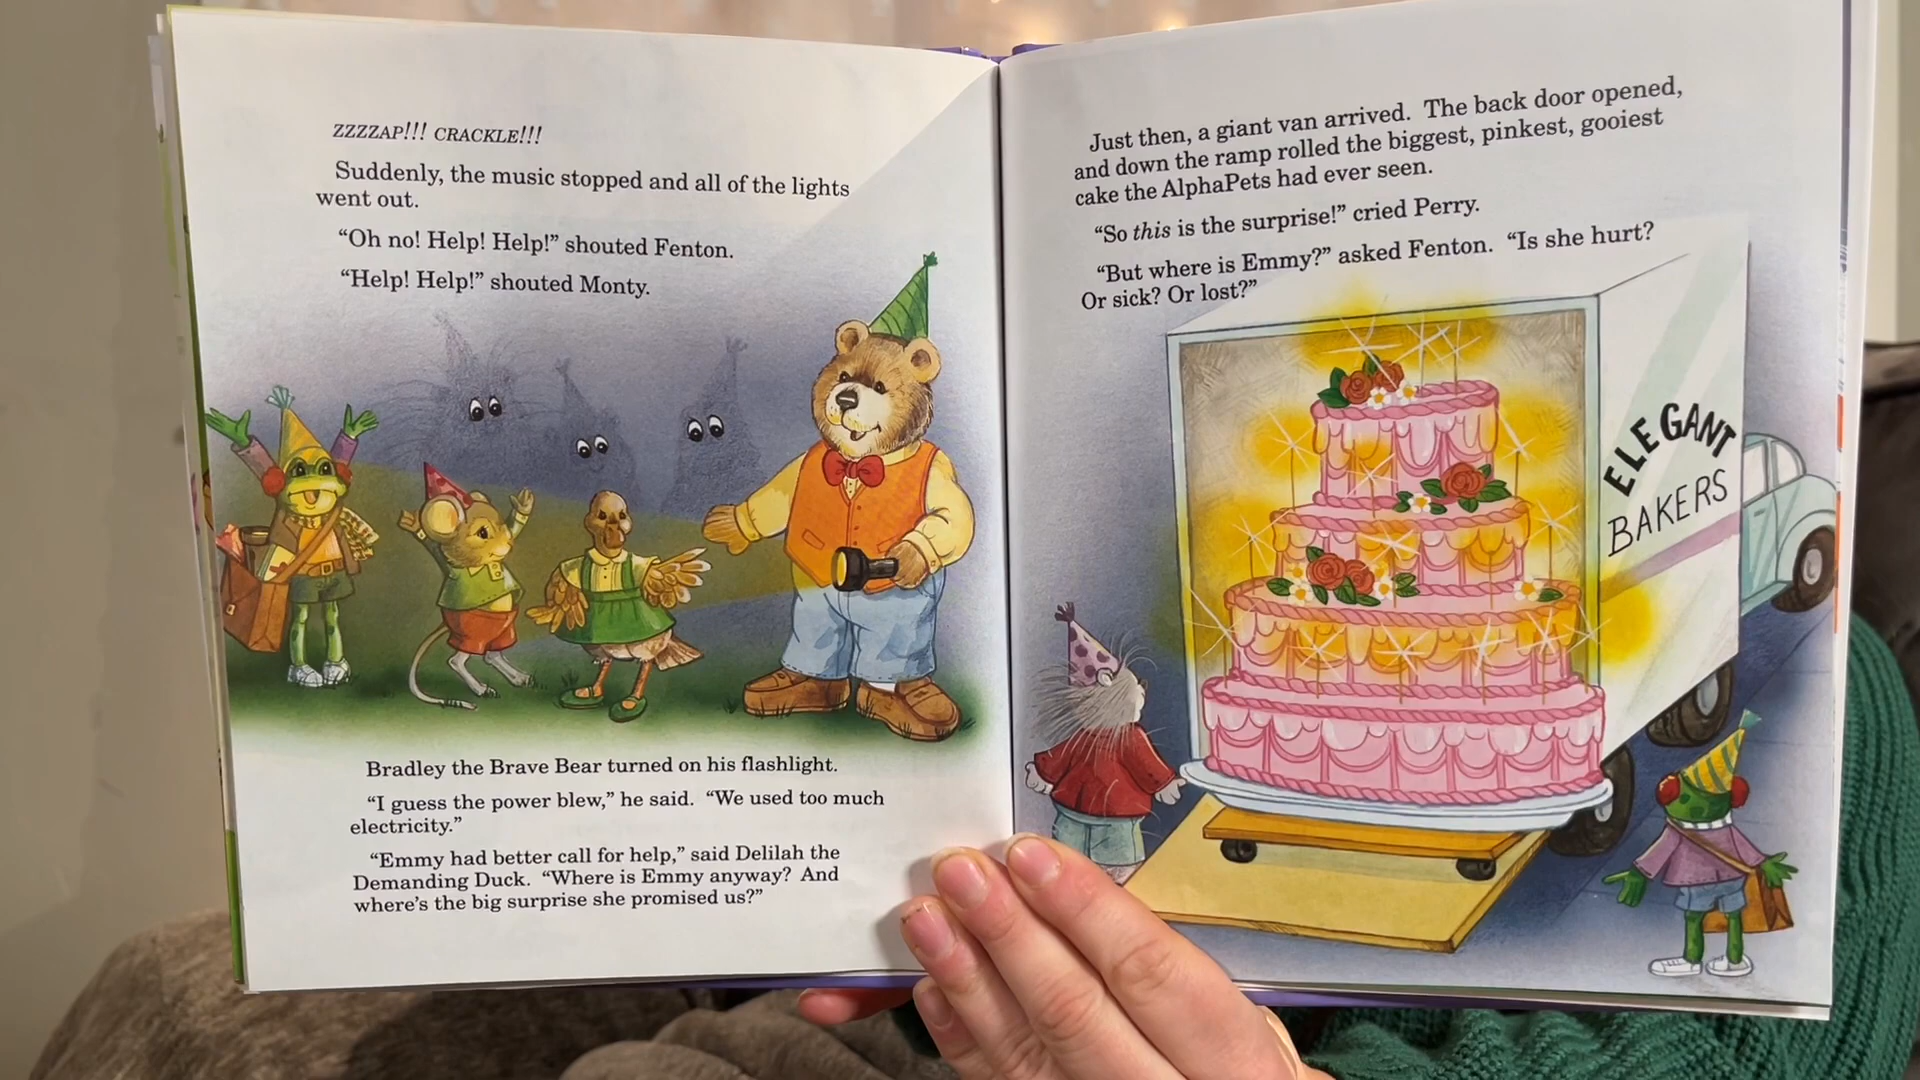 ZZZZAP!!! CRACKLE!!!
Suddenly, the music stopped and all of the lights
went out.
“Oh no! Help! Help!” shouted Fenton.
“Help! Help!” shouted Monty.
Bradley the Brave Bear turned on his flashlight.
“I guess the power blew,” he said. “We used too much
electricity.”
“Emmy had better call for help,” said Delilah the
Demanding Duck. “Where is Emmy anyway? And
where’s the big surprise she promised us?”
Just then, a giant van arrived. The back door opened,
and down the ramp rolled the biggest, pinkest, gooiest
cake the AlphaPets had ever seen.
“So this is the surprise!” cried Perry.
“But where is Emmy?” asked Fenton. “Is she hurt?
Or sick? Or lost?”
ELEGANT
BAKERS